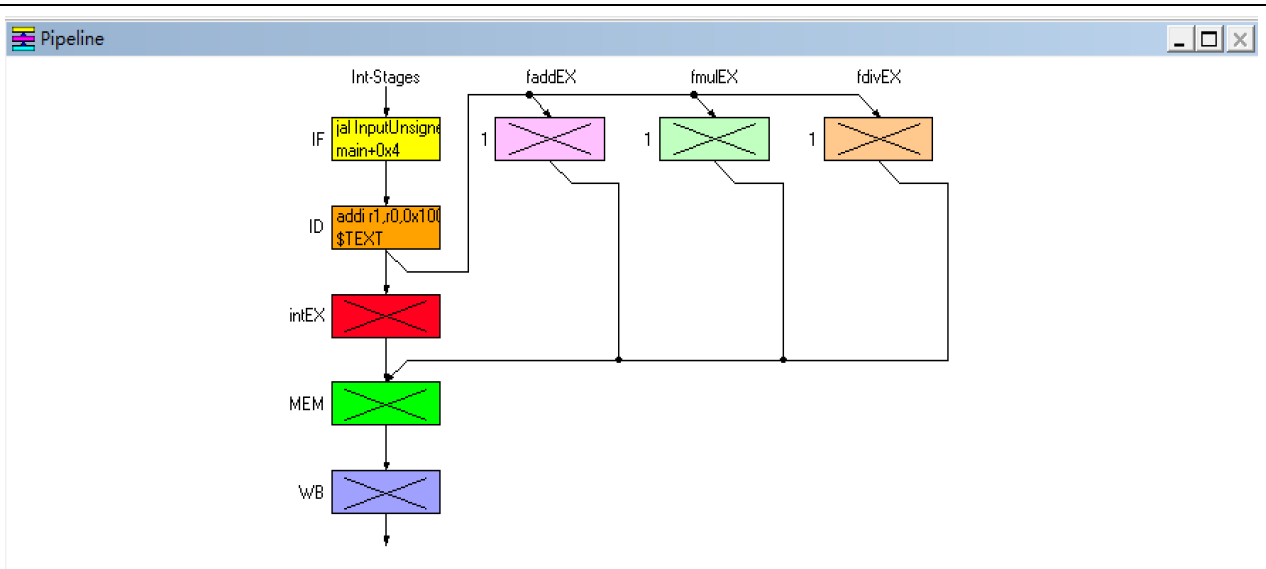 Pipeline
Int-Stages faddEX fmulEX fdivEX
IF jal InputUnsigne 1 1 1
main+0x4
ID addi r1,r0,0x100
$TEXT
intEX
MEM
WB